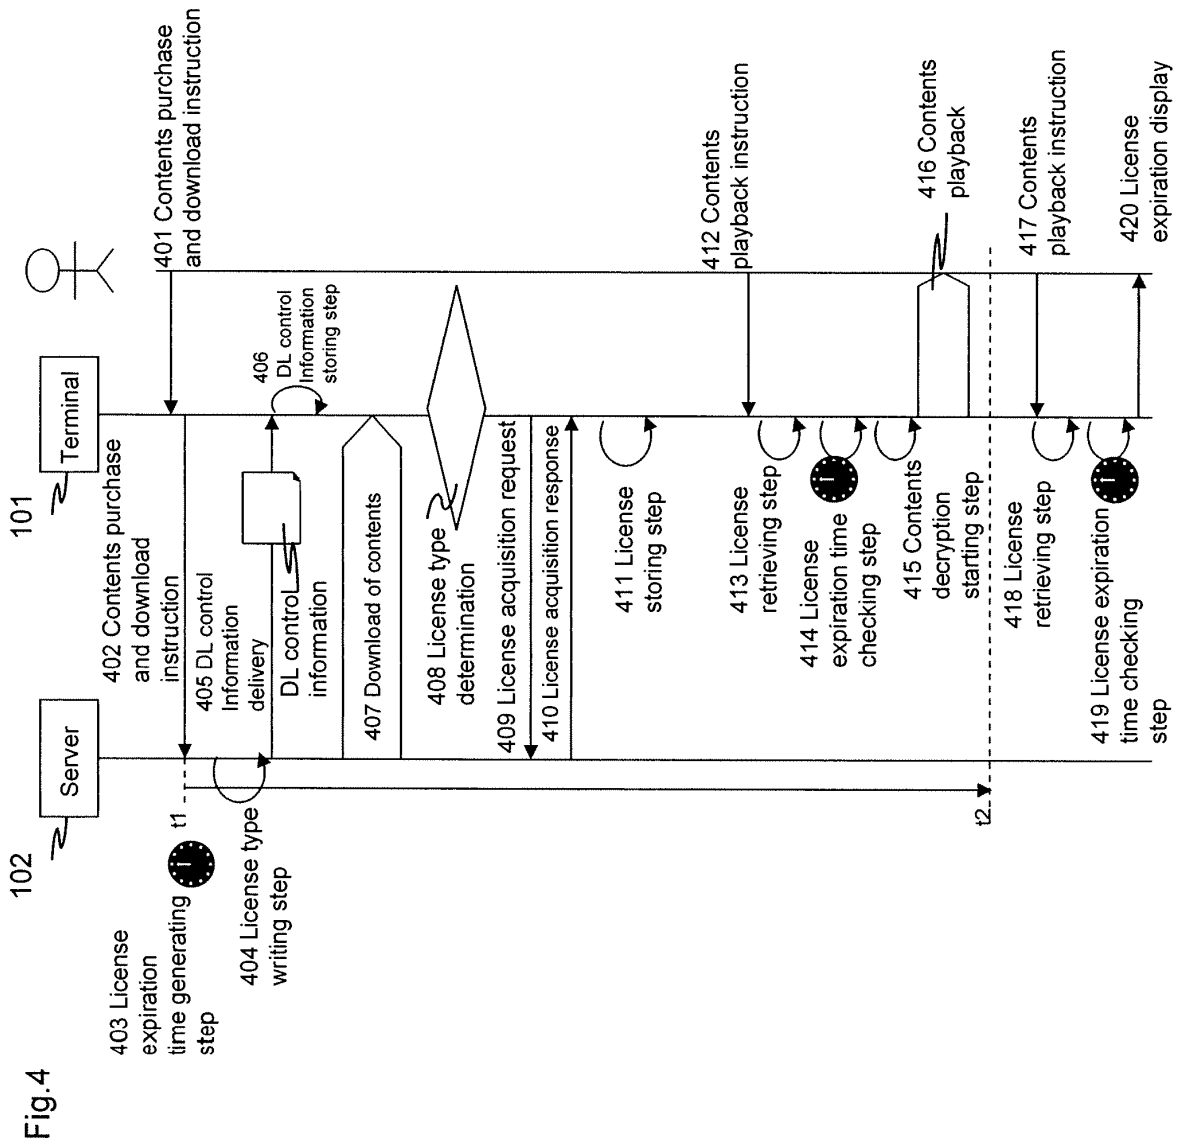 Fig.4
102
Server
101
Terminal
401 Contents purchase
and download instruction
402 Contents purchase
and download
instruction
403 License
expiration
time generating
step
t1
404 License type
writing step
405 DL control
Information
delivery
DL control
information
406
DL control
Information
storing step
407 Download of contents
408 License type
determination
409 License acquisition request
410 License acquisition response
411 License
storing step
412 Contents
playback instruction
413 License
retrieving step
414 License
expiration time
checking step
415 Contents
decryption
starting step
416 Contents
playback
t2
417 Contents
playback instruction
418 License
retrieving step
419 License expiration
time checking
step
420 License
expiration display